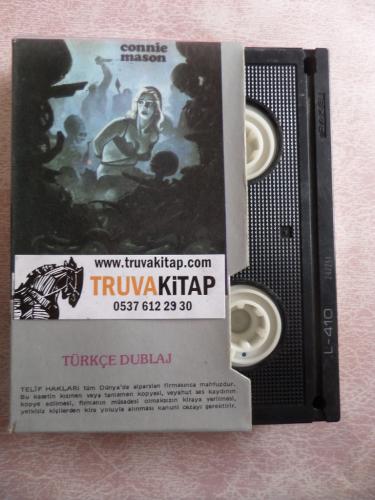 connie
mason
www.truvakitap.com
TRUVAKiTAP
0537 612 29 30
TÜRKÇE DUBLAJ
TELİF HAKLARI tüm Dünya'da alparslan firmasınca mahfuzdur.
Bu kasetin kısmen veya tamamen kopyesi, veyahut ses kaydının
kopye edilmesi, firmanın müsadesi olmaksızın kiraya verilmesi,
yetkisiz kişilerden kira yoluyla alınması kanuni cezayı gerektirir.
L-410